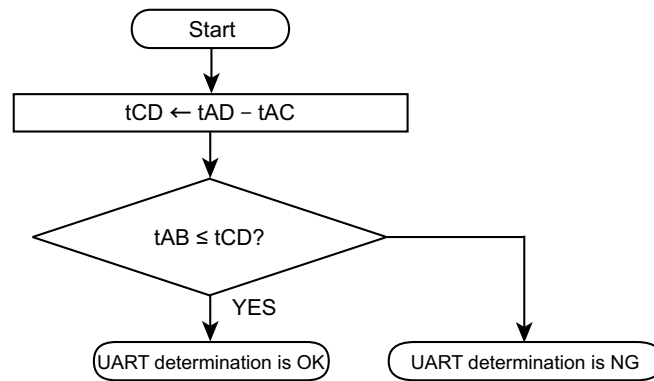 Start
tCD ← tAD – tAC
tAB ≤ tCD?
YES
UART determination is OK
UART determination is NG